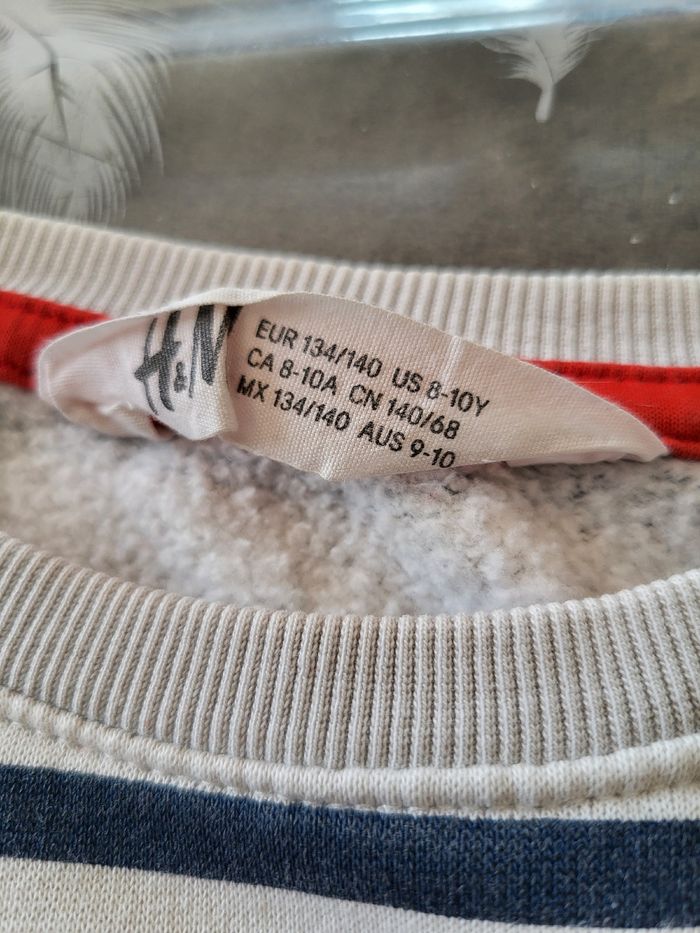 H&M
EUR 134/140 US 8-10Y
CA 8-10A CN 140/68
MX 134/140 AUS 9-10